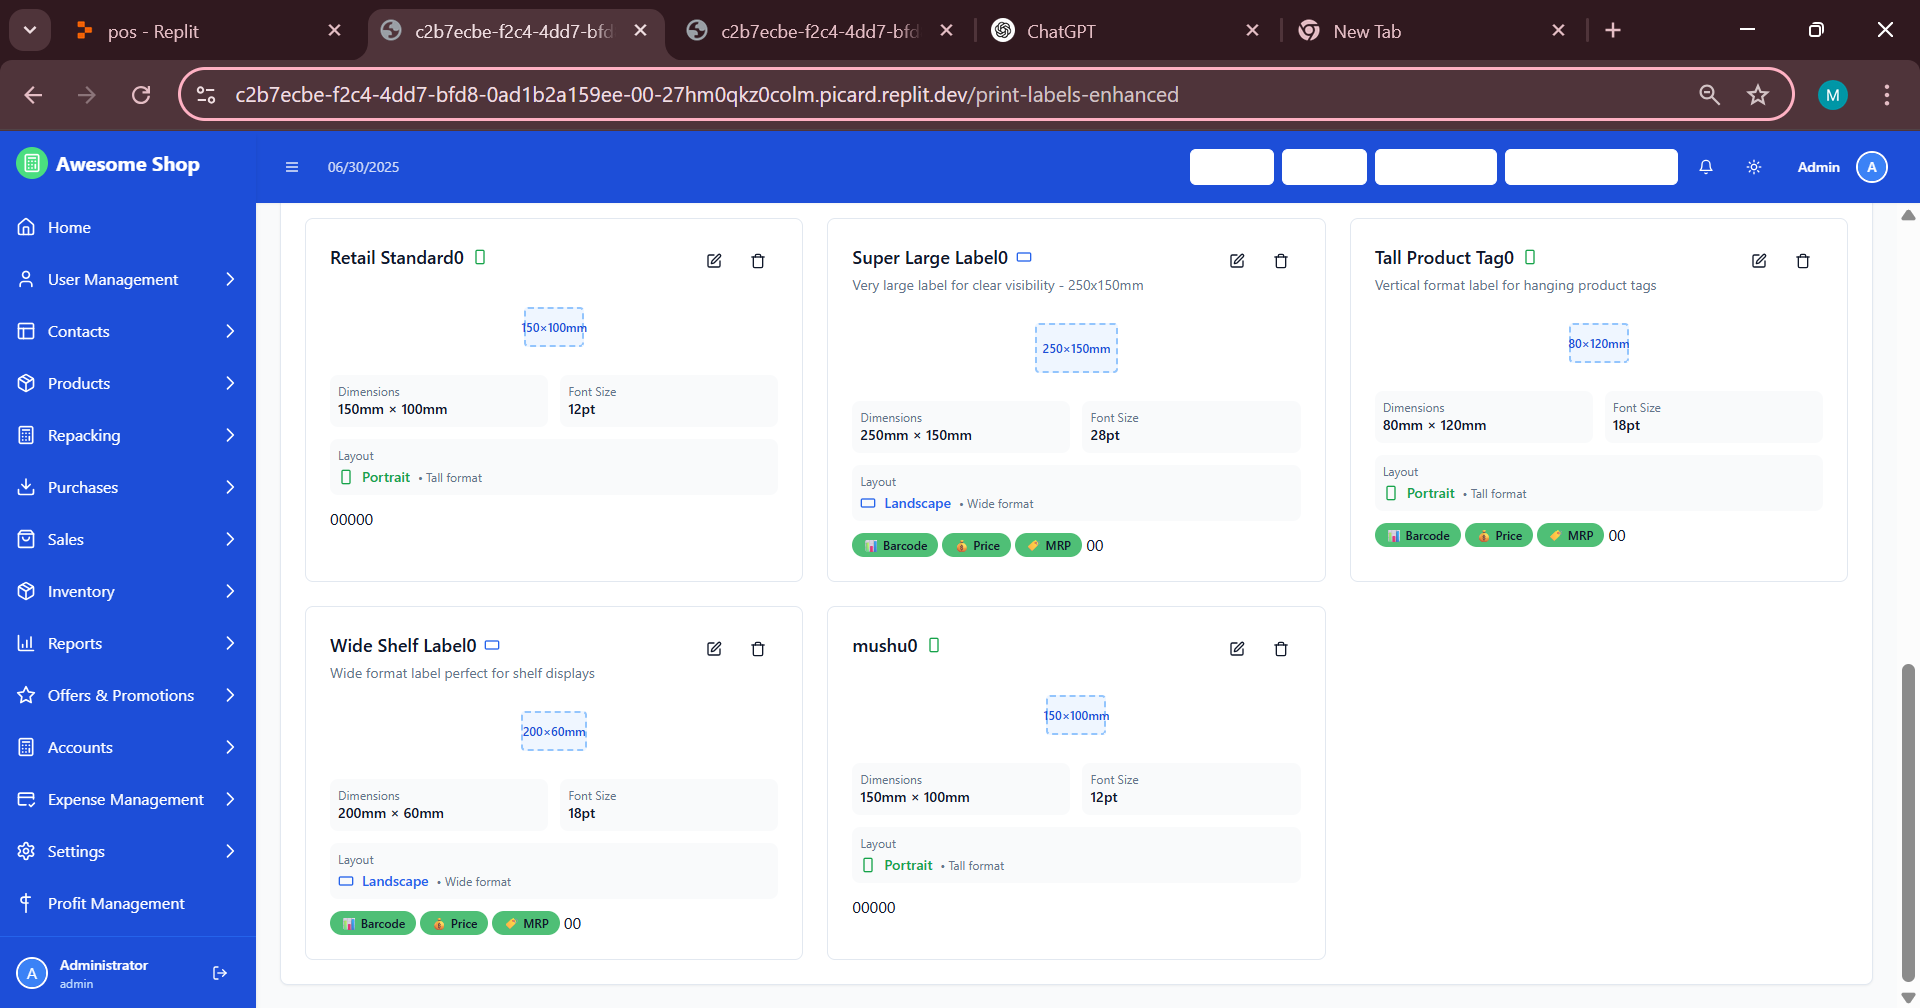 pos - Replit
c2b7ecbe-f2c4-4dd7-bfd
c2b7ecbe-f2c4-4dd7-bfd
ChatGPT
New Tab
c2b7ecbe-f2c4-4dd7-bfd8-0ad1b2a159ee-00-27hm0qkz0colm.picard.replit.dev/print-labels-enhanced
M
Awesome Shop
06/30/2025
Admin
A
Home
User Management
Contacts
Products
Repacking
Purchases
Sales
Inventory
Reports
Offers & Promotions
Accounts
Expense Management
Settings
Profit Management
A
Administrator
admin
Retail Standard0
150×100mm
Dimensions
150mm × 100mm
Font Size
12pt
Layout
Portrait • Tall format
00000
Super Large Label0
Very large label for clear visibility - 250x150mm
250×150mm
Dimensions
250mm × 150mm
Font Size
28pt
Layout
Landscape • Wide format
Barcode Price MRP 00
Tall Product Tag0
Vertical format label for hanging product tags
80×120mm
Dimensions
80mm × 120mm
Font Size
18pt
Layout
Portrait • Tall format
Barcode Price MRP 00
Wide Shelf Label0
Wide format label perfect for shelf displays
200×60mm
Dimensions
200mm × 60mm
Font Size
18pt
Layout
Landscape • Wide format
Barcode Price MRP 00
mushu0
150×100mm
Dimensions
150mm × 100mm
Font Size
12pt
Layout
Portrait • Tall format
00000